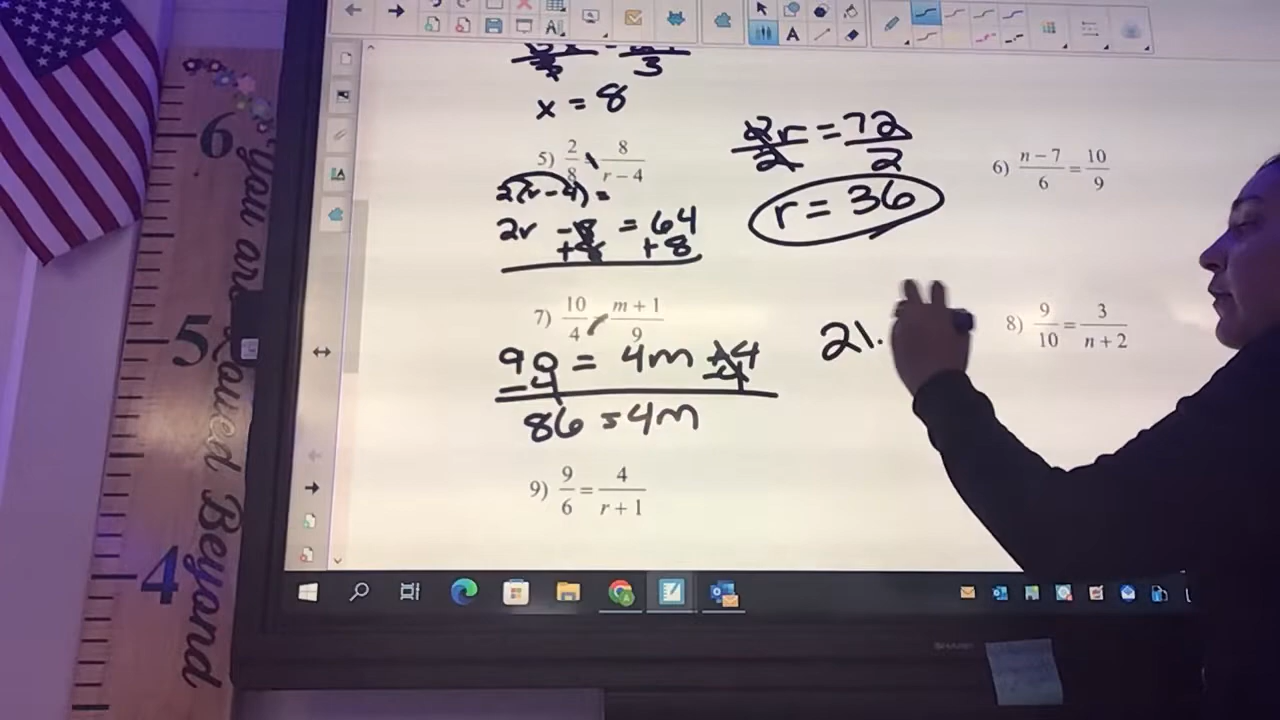 x = 8
2r = 72
2 2
r = 36
5) 2/8 = 8/(r - 4)
2(r - 4) =
2r - 8 = 64
+8 +8
6) (n - 7)/6 = 10/9
7) 10/4 = (m + 1)/9
90 = 4m + 4
- 4 - 4
86 = 4m
21.
8) 9/10 = 3/(n + 2)
9) 9/6 = 4/(r + 1)
6
5
4
you are Loved Beyond
SHARP